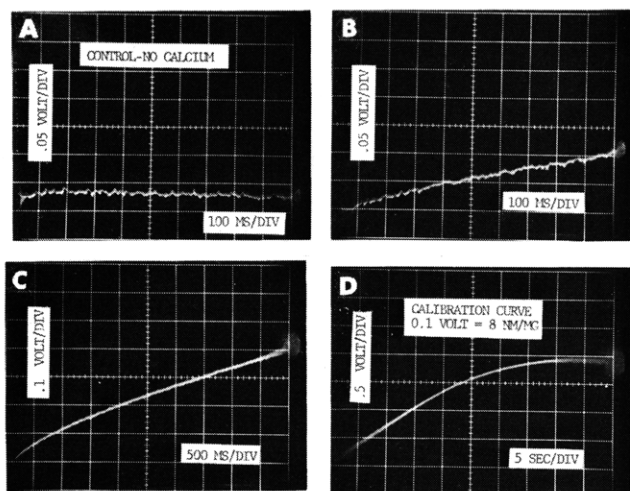 A
CONTROL-NO CALCIUM
.05 VOLT/DIV
100 MS/DIV
B
.05 VOLT/DIV
100 MS/DIV
C
.1 VOLT/DIV
500 MS/DIV
D
CALIBRATION CURVE
0.1 VOLT = 8 NM/MG
.5 VOLT/DIV
5 SEC/DIV